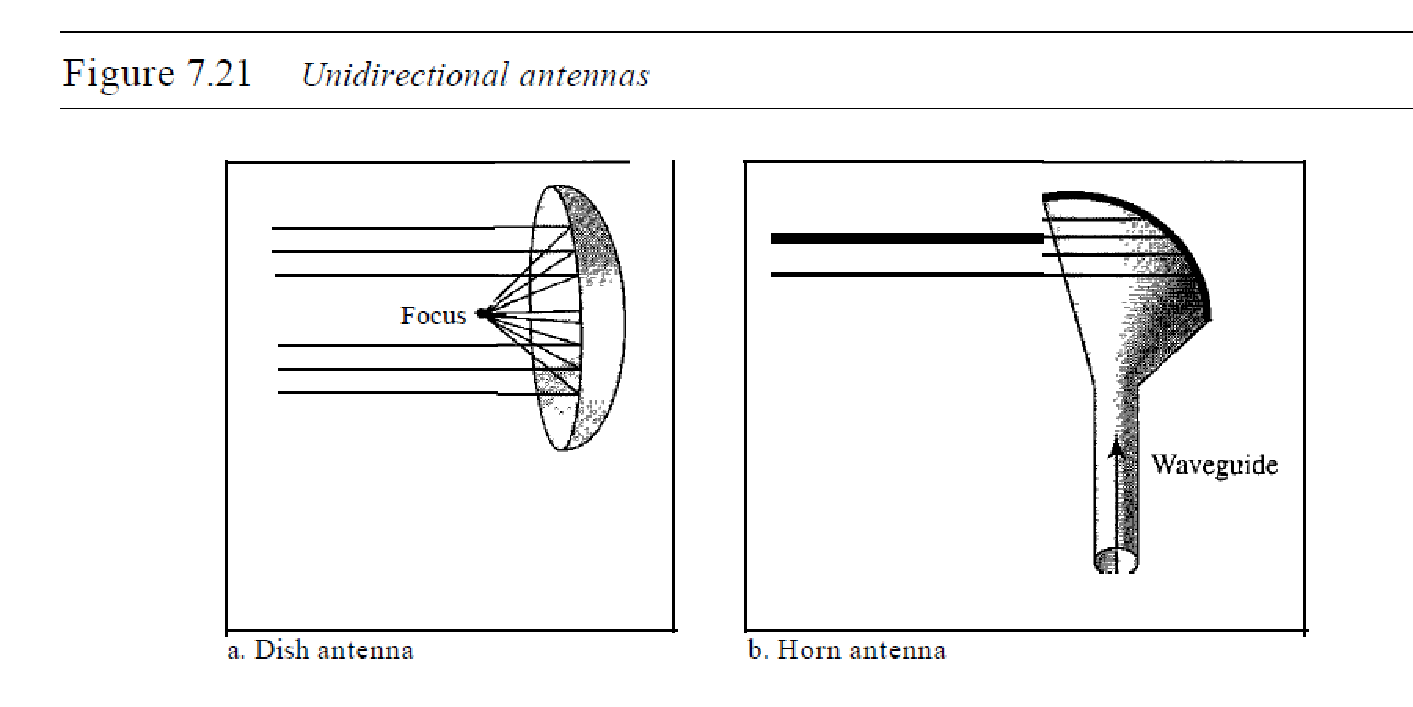 Figure 7.21 Unidirectional antennas
Focus
Waveguide
a. Dish antenna
b. Horn antenna